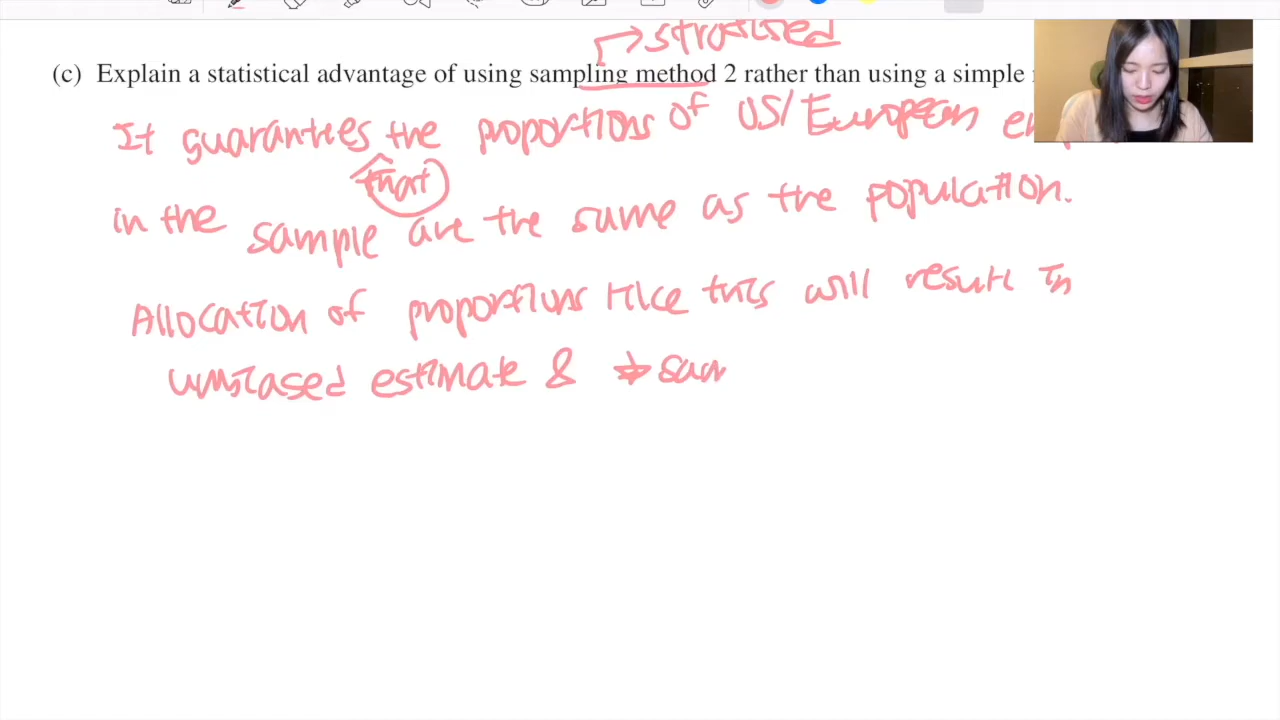 stratified
(c) Explain a statistical advantage of using sampling method 2 rather than using a simple
It guarantees the proportions of US/European
that
in the sample are the same as the population.
Allocation of proportions like this will result in
unbiased estimate & ↓ sam